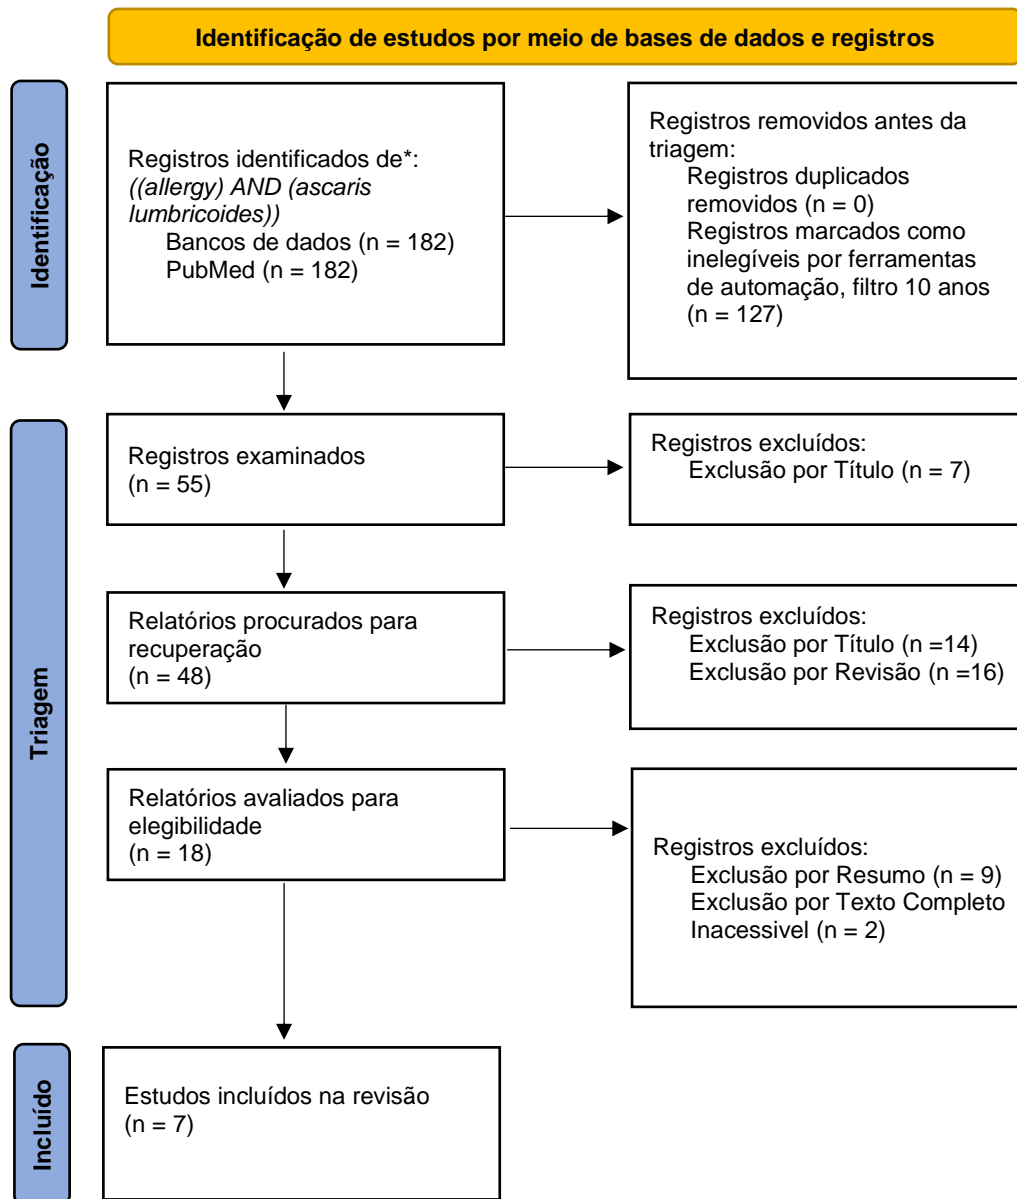 Identificação de estudos por meio de bases de dados e registros
Identificação
Registros identificados de*:
((allergy) AND (ascaris
lumbricoides))
Bancos de dados (n = 182)
PubMed (n = 182)
Registros removidos antes da
triagem:
Registros duplicados
removidos (n = 0)
Registros marcados como
inelegíveis por ferramentas
de automação, filtro 10 anos
(n = 127)
Triagem
Registros examinados
(n = 55)
Registros excluídos:
Exclusão por Título (n = 7)
Relatórios procurados para
recuperação
(n = 48)
Registros excluídos:
Exclusão por Título (n =14)
Exclusão por Revisão (n =16)
Relatórios avaliados para
elegibilidade
(n = 18)
Registros excluídos:
Exclusão por Resumo (n = 9)
Exclusão por Texto Completo
Inacessivel (n = 2)
Incluído
Estudos incluídos na revisão
(n = 7)